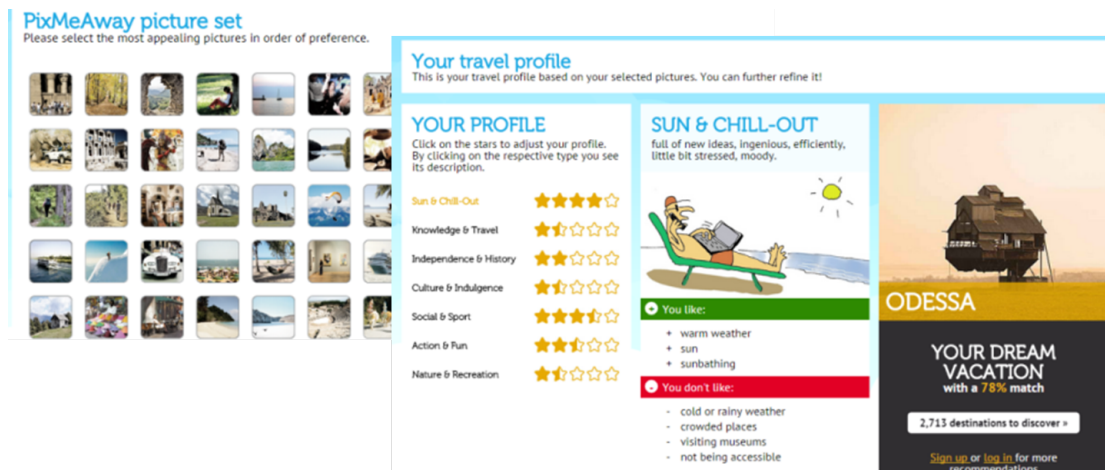 PixMeAway picture set
Please select the most appealing pictures in order of preference.
Your travel profile
This is your travel profile based on your selected pictures. You can further refine it!
YOUR PROFILE
Click on the stars to adjust your profile.
By clicking on the respective type you see
its description.
Sun & Chill-Out
Knowledge & Travel
Independence & History
Culture & Indulgence
Social & Sport
Action & Fun
Nature & Recreation
SUN & CHILL-OUT
full of new ideas, ingenious, efficiently,
little bit stressed, moody.
+ You like:
+ warm weather
+ sun
+ sunbathing
- You don't like:
- cold or rainy weather
- crowded places
- visiting museums
- not being accessible
ODESSA
YOUR DREAM
VACATION
with a 78% match
2,713 destinations to discover »
Sign up or log in for more
recommendations